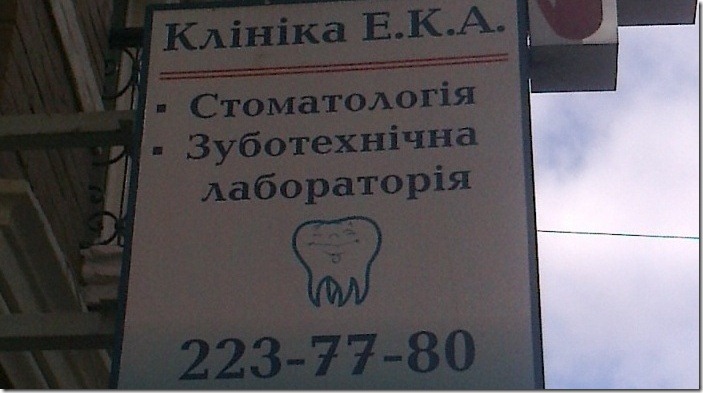 Клініка Е.К.А.
▪ Стоматологія
▪ Зуботехнічна
лабораторія
223-77-80